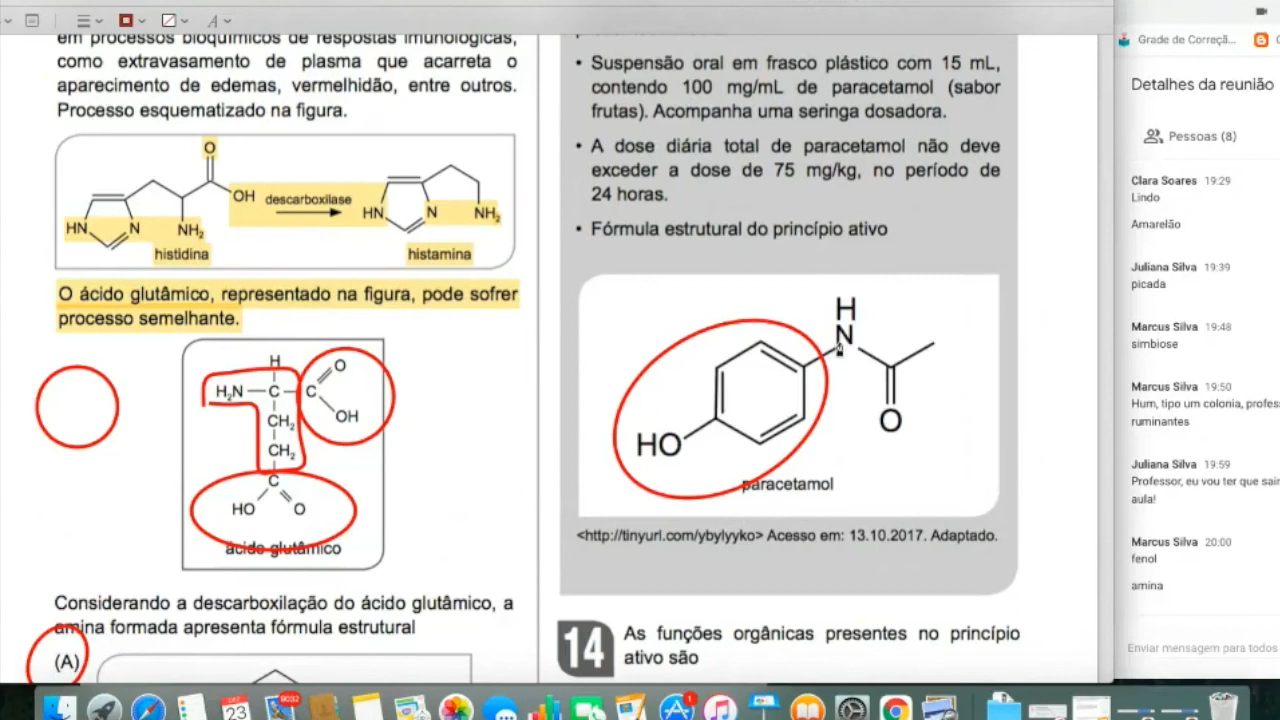 em processos bioquímicos de respostas imunológicas,
como extravasamento de plasma que acarreta o
aparecimento de edemas, vermelhidão, entre outros.
Processo esquematizado na figura.
O
OH
descarboxilase
HN
N
NH2
histidina
HN
N
NH2
histamina
O ácido glutâmico, representado na figura, pode sofrer
processo semelhante.
H
O
H2N
C
C
OH
CH2
CH2
C
HO
O
ácido glutâmico
Considerando a descarboxilação do ácido glutâmico, a
amina formada apresenta fórmula estrutural
(A)
• Suspensão oral em frasco plástico com 15 mL,
contendo 100 mg/mL de paracetamol (sabor
frutas). Acompanha uma seringa dosadora.
• A dose diária total de paracetamol não deve
exceder a dose de 75 mg/kg, no período de
24 horas.
• Fórmula estrutural do princípio ativo
H
N
O
HO
paracetamol
<http://tinyurl.com/ybylyyko> Acesso em: 13.10.2017. Adaptado.
14
As funções orgânicas presentes no princípio
ativo são
Grade de Correçã...
Detalhes da reunião
Pessoas (8)
Clara Soares 19:29
Lindo
Amarelão
Juliana Silva 19:39
picada
Marcus Silva 19:48
simbiose
Marcus Silva 19:50
Hum, tipo um colonia, profes
ruminantes
Juliana Silva 19:59
Professor, eu vou ter que sair
aula!
Marcus Silva 20:00
fenol
amina
Enviar mensagem para todos
23
9032
1